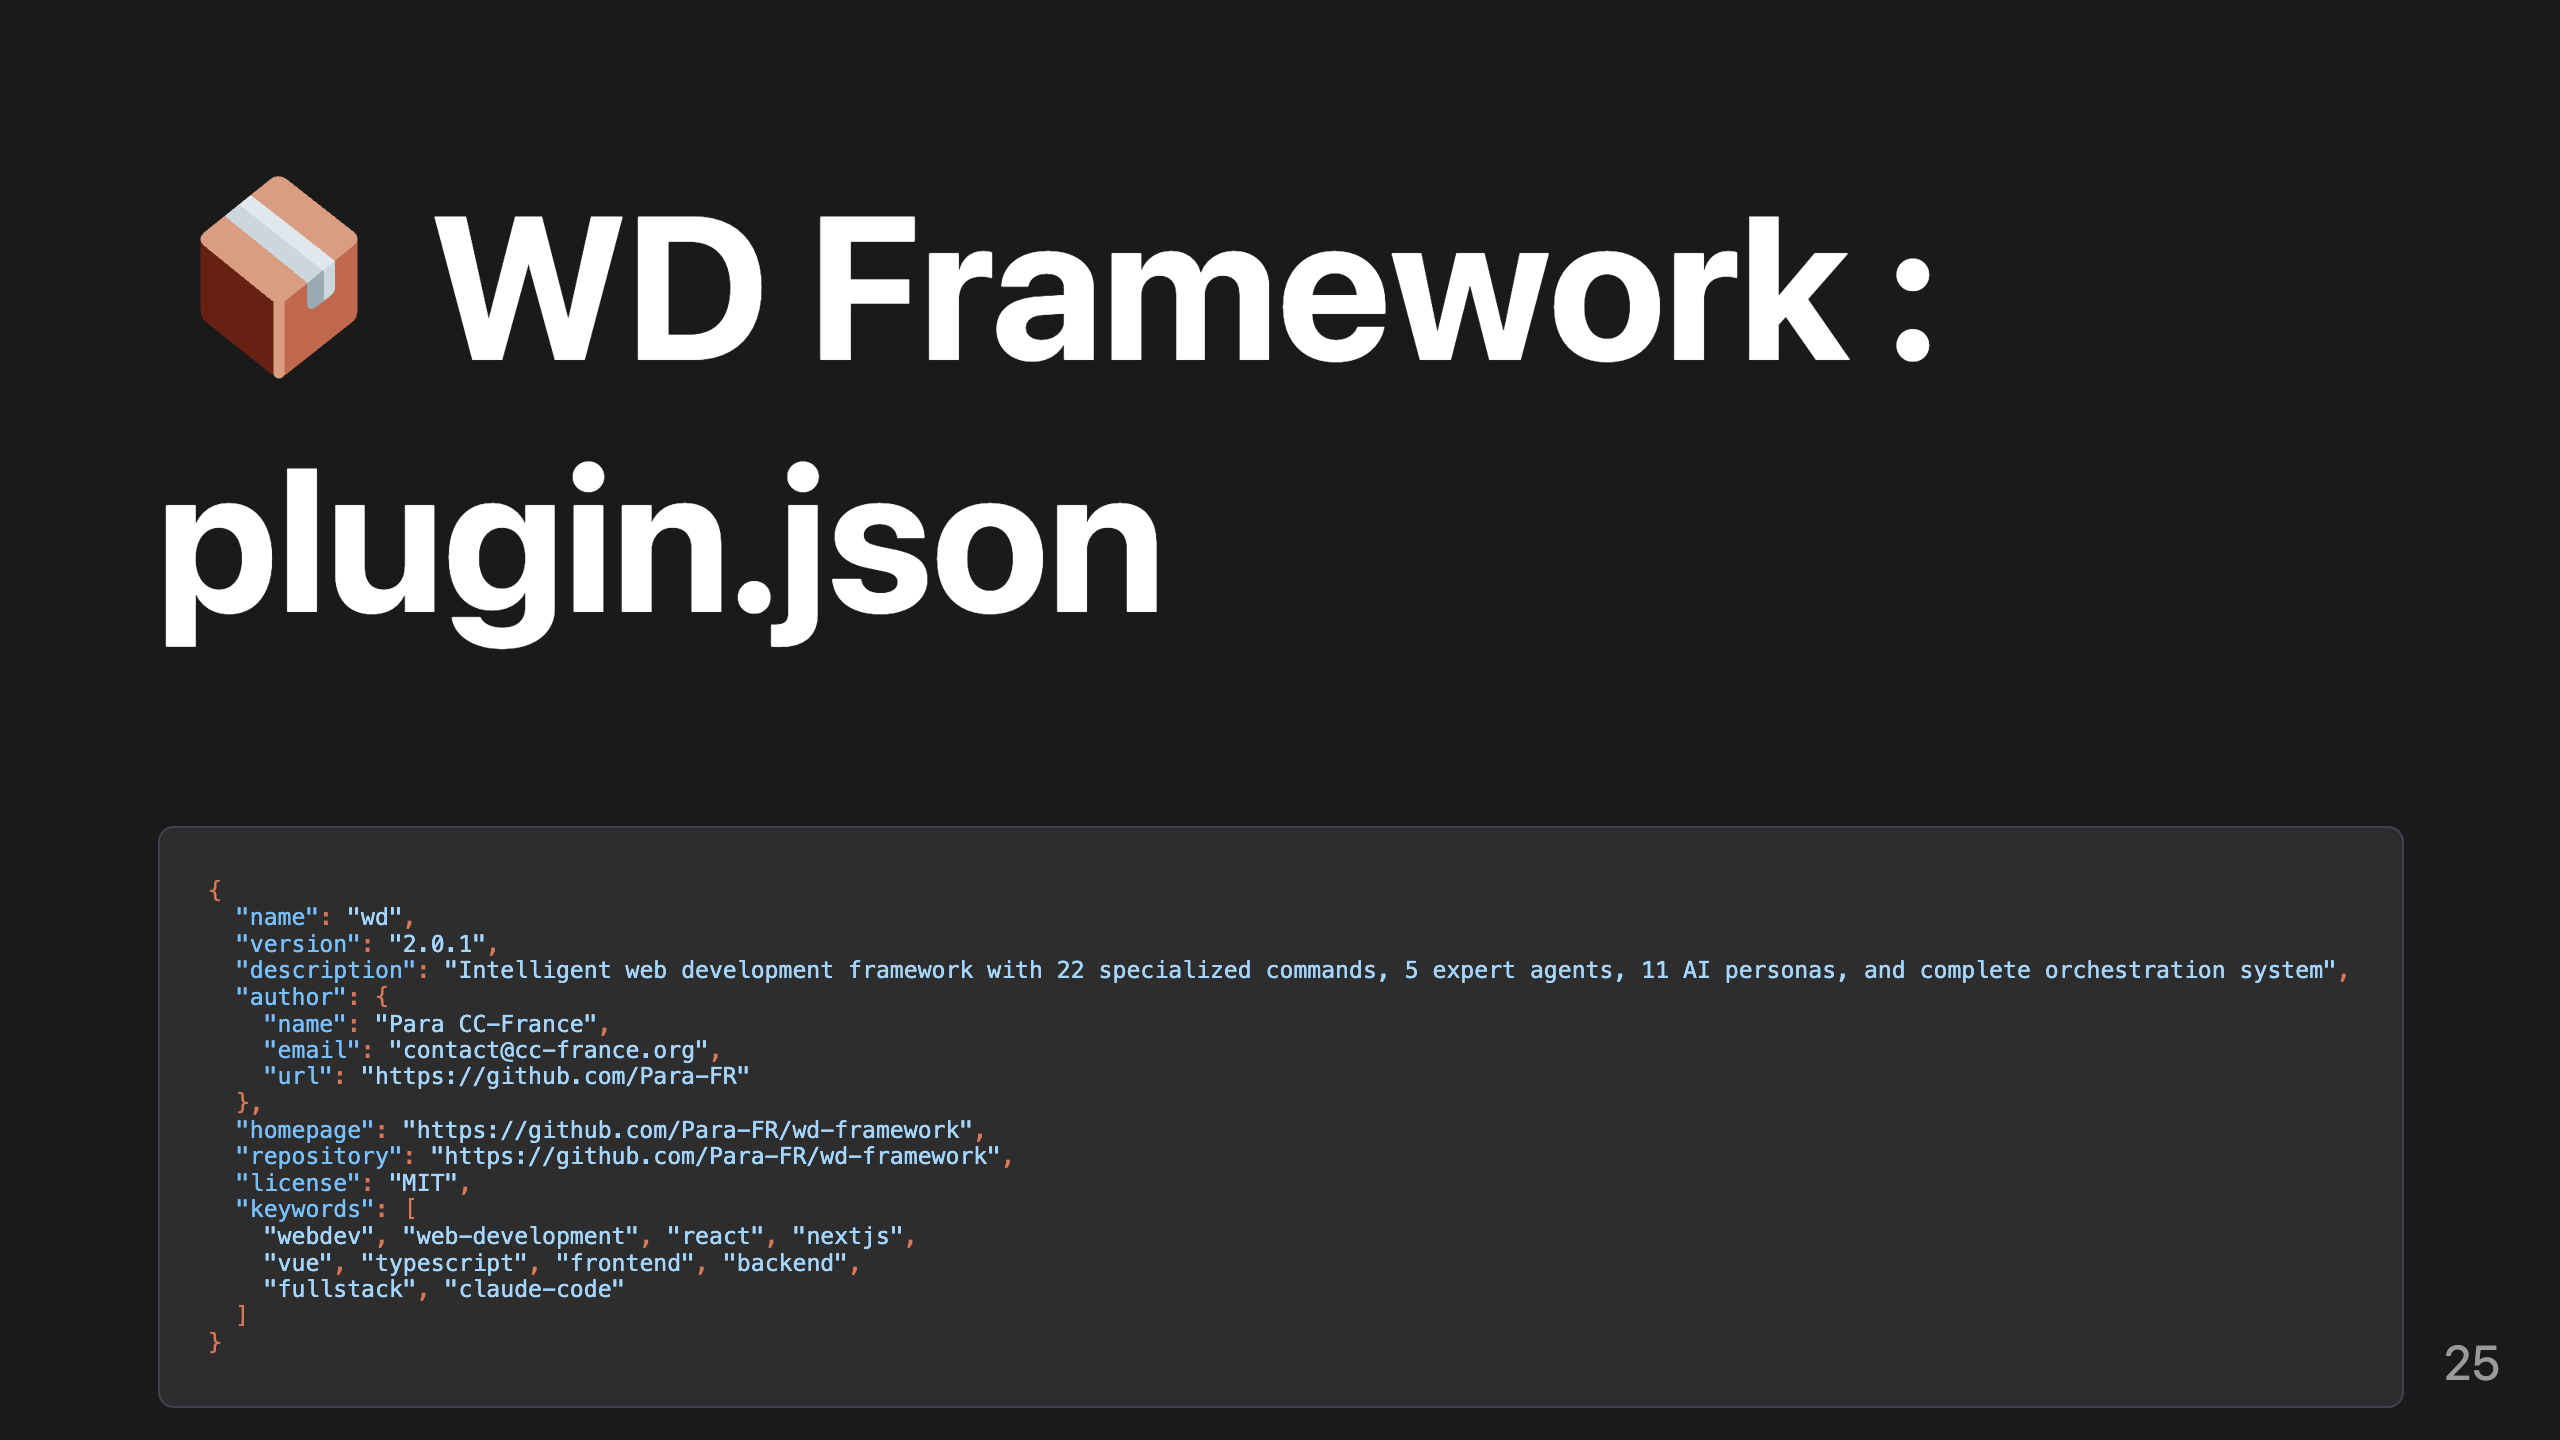 📦 WD Framework :
plugin.json
{
  "name": "wd",
  "version": "2.0.1",
  "description": "Intelligent web development framework with 22 specialized commands, 5 expert agents, 11 AI personas, and complete orchestration system",
  "author": {
    "name": "Para CC-France",
    "email": "contact@cc-france.org",
    "url": "https://github.com/Para-FR"
  },
  "homepage": "https://github.com/Para-FR/wd-framework",
  "repository": "https://github.com/Para-FR/wd-framework",
  "license": "MIT",
  "keywords": [
    "webdev", "web-development", "react", "nextjs",
    "vue", "typescript", "frontend", "backend",
    "fullstack", "claude-code"
  ]
}
25